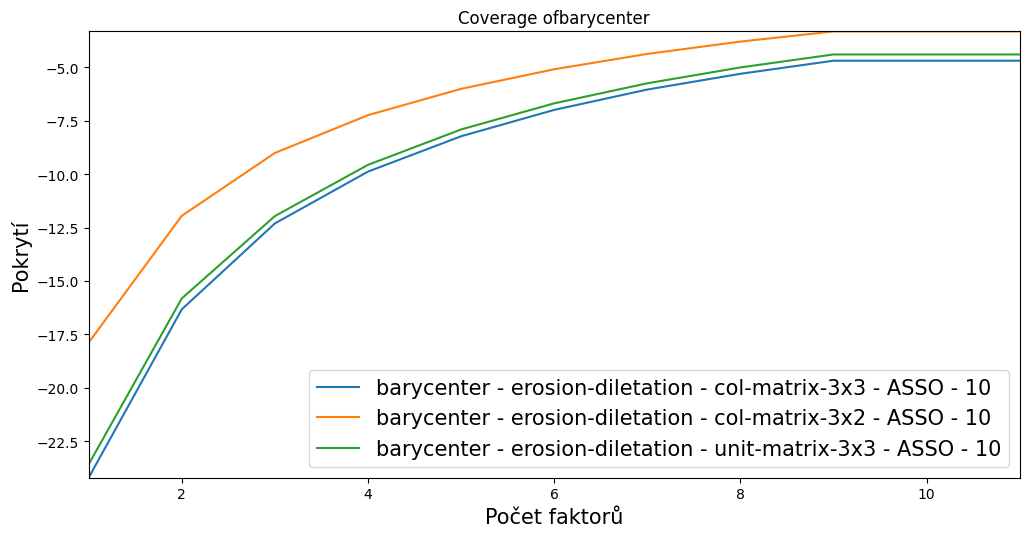 Coverage ofbarycenter
Pokrytí
−5.0
−7.5
−10.0
−12.5
−15.0
−17.5
−20.0
−22.5
barycenter - erosion-diletation - col-matrix-3x3 - ASSO - 10
barycenter - erosion-diletation - col-matrix-3x2 - ASSO - 10
barycenter - erosion-diletation - unit-matrix-3x3 - ASSO - 10
2
4
6
8
10
Počet faktorů